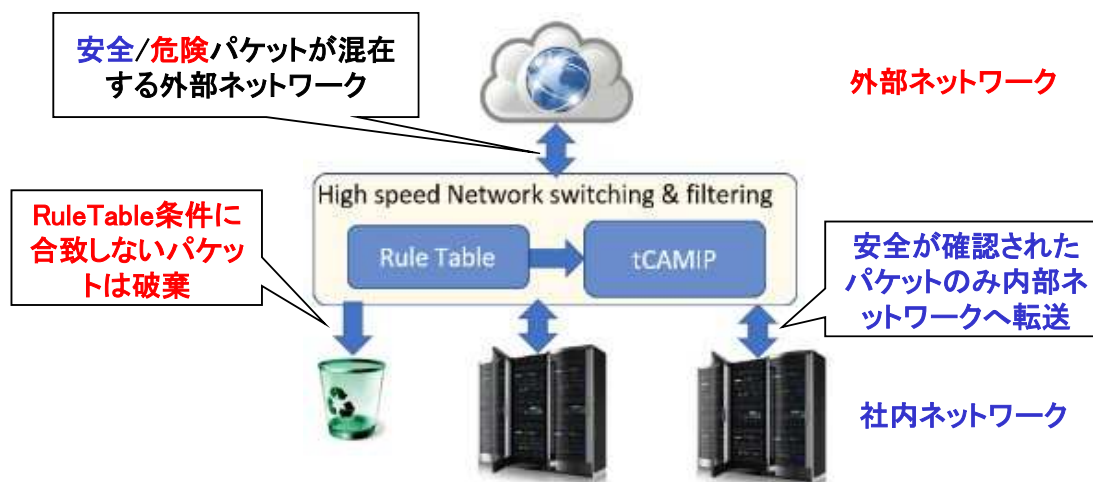 安全/危険パケットが混在
する外部ネットワーク
外部ネットワーク
High speed Network switching & filtering
RuleTable条件に
合致しないパケッ
トは破棄
Rule Table
tCAMIP
安全が確認された
パケットのみ内部ネ
ットワークへ転送
社内ネットワーク